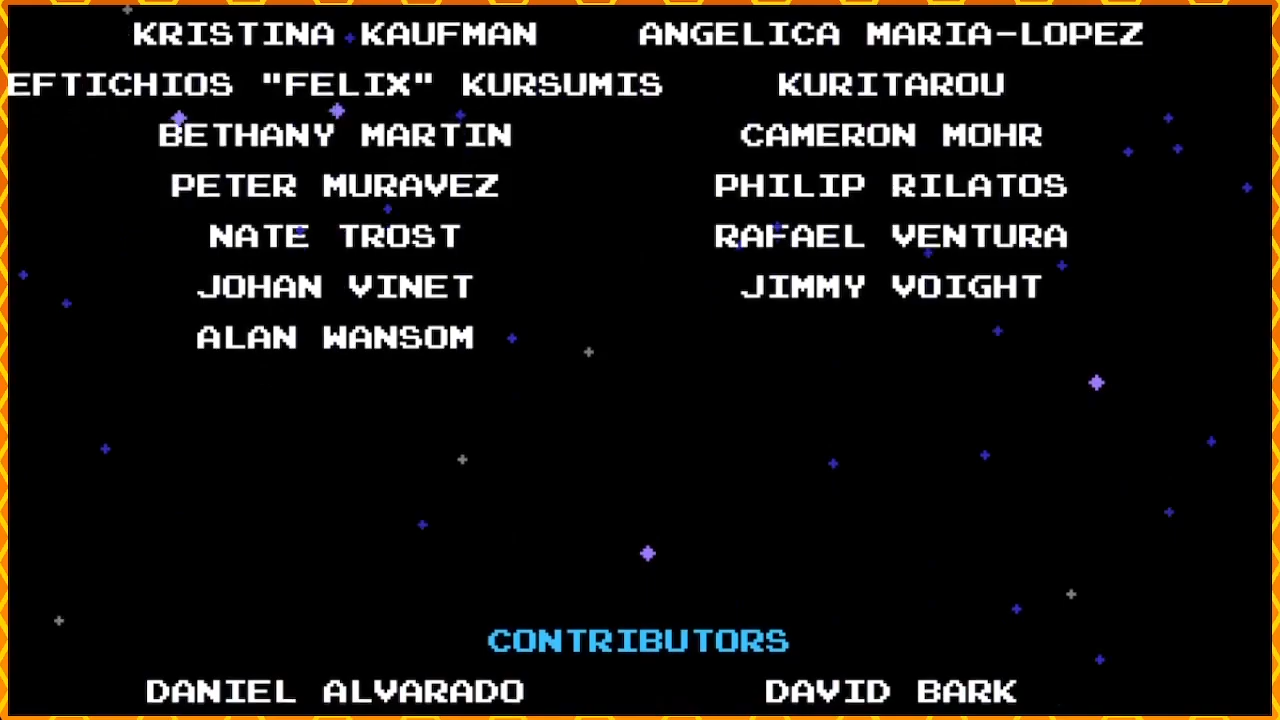 KRISTINA KAUFMAN ANGELICA MARIA-LOPEZ
EFTICHIOS "FELIX" KURSUMIS KURITAROU
BETHANY MARTIN CAMERON MOHR
PETER MURAVEZ PHILIP RILATOS
NATE TROST RAFAEL VENTURA
JOHAN VINET JIMMY VOIGHT
ALAN WANSOM
CONTRIBUTORS
DANIEL ALVARADO DAVID BARK